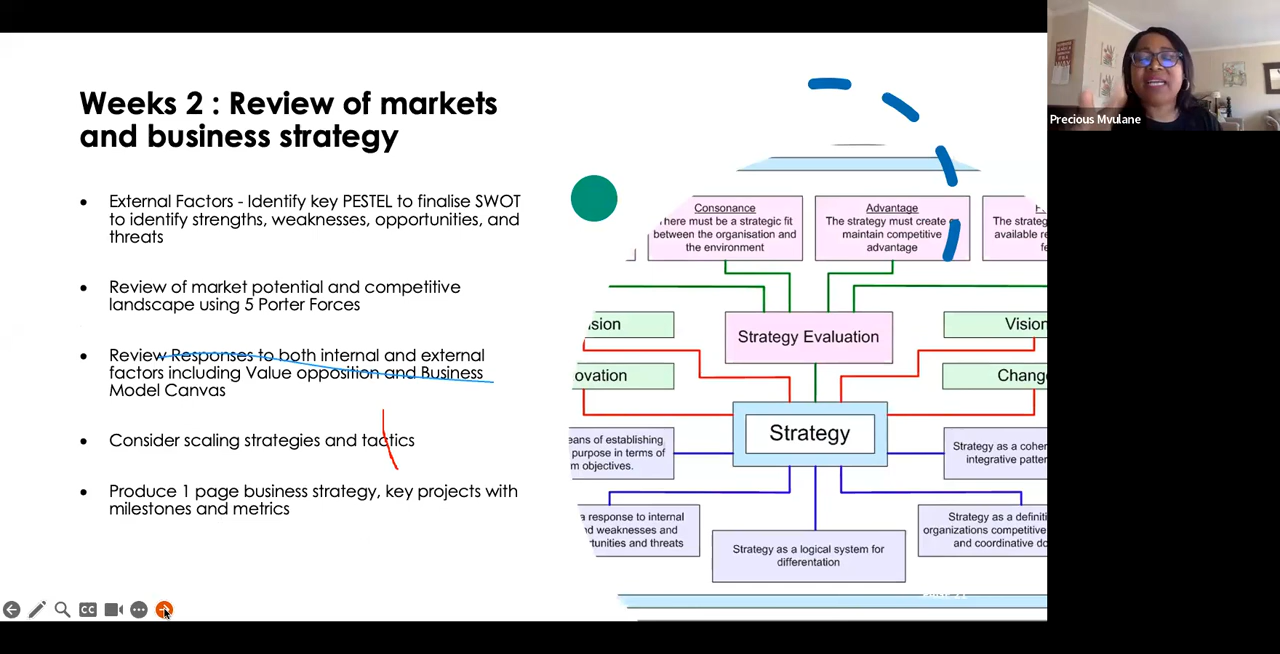 Weeks 2 : Review of markets
and business strategy
External Factors - Identify key PESTEL to finalise SWOT
to identify strengths, weaknesses, opportunities, and
threats
Review of market potential and competitive
landscape using 5 Porter Forces
Review Responses to both internal and external
factors including Value opposition and Business
Model Canvas
Consider scaling strategies and tactics
Produce 1 page business strategy, key projects with
milestones and metrics
Consonance
here must be a strategic fit
between the organisation and
the environment
Advantage
The strategy must create
maintain competitive
advantage
The strateg
available re
fe
ision
Strategy Evaluation
Vision
ovation
Change
Strategy
eans of establishing
purpose in terms of
m objectives.
Strategy as a coher
integrative patter
a response to internal
nd weaknesses and
rtunities and threats
Strategy as a logical system for
differentation
Strategy as a definiti
organizations competitive
and coordinative do
CC
Precious Mvulane